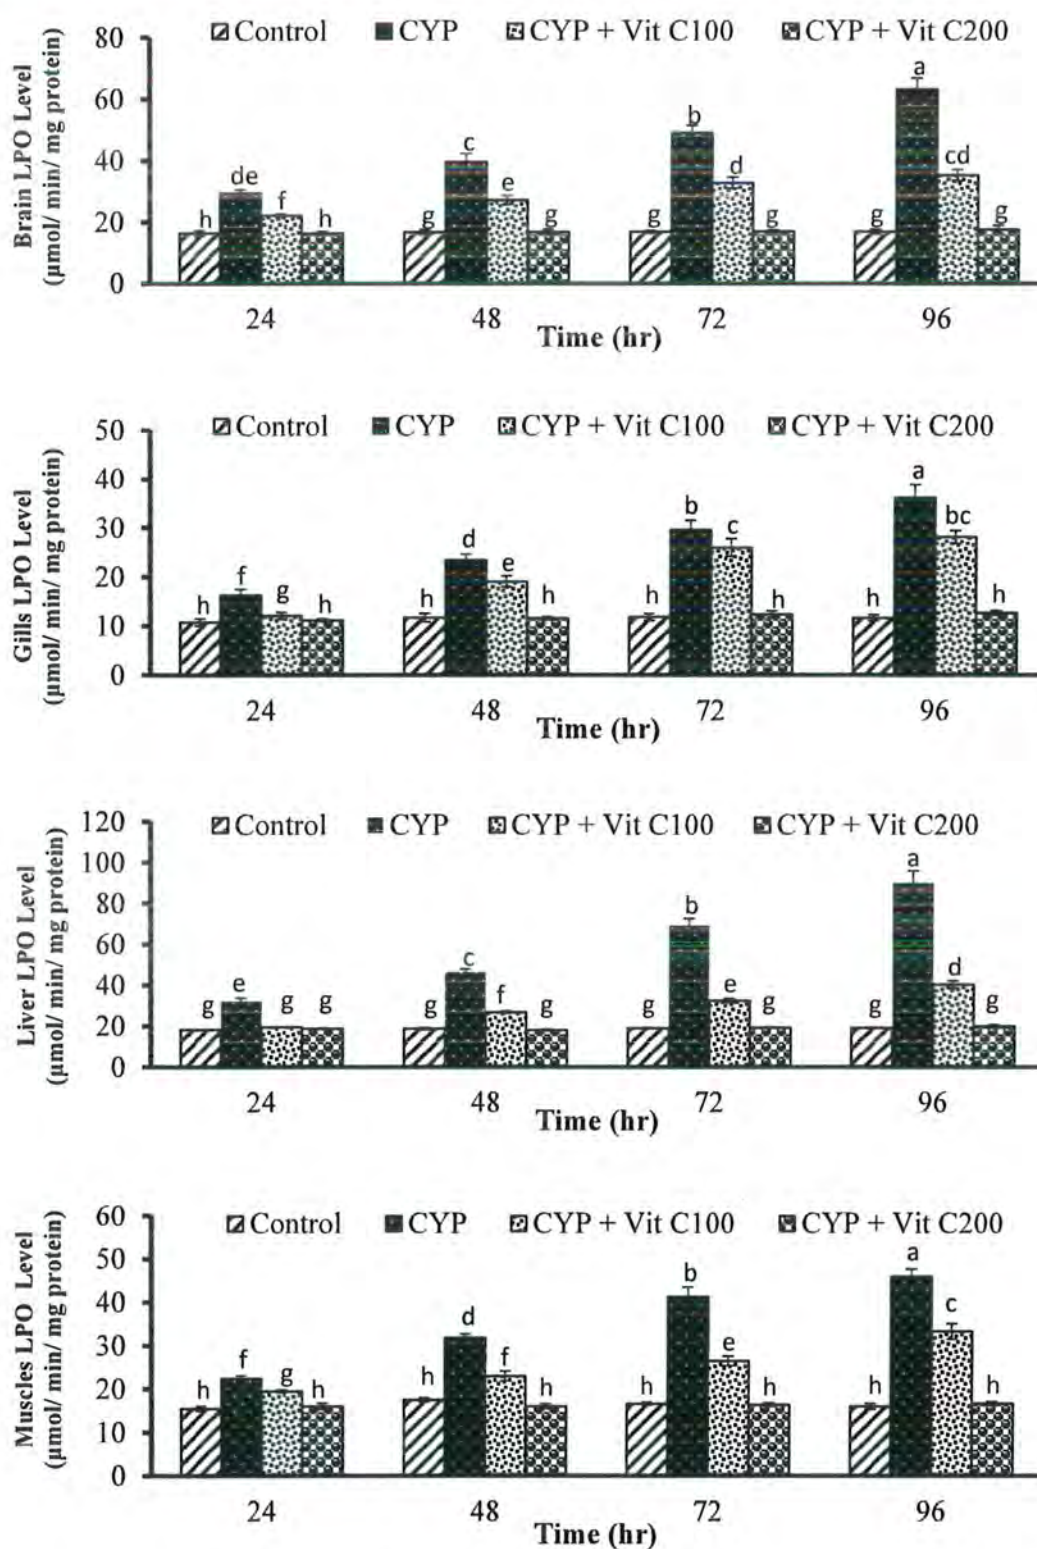 Control CYP CYP + Vit C100 CYP + Vit C200
Brain LPO Level
(µmol/ min/ mg protein)
80
60
40
20
0
h de f h
g c e g
g b d g
g a cd g
24 48 72 96
Time (hr)
Control CYP CYP + Vit C100 CYP + Vit C200
Gills LPO Level
(µmol/ min/ mg protein)
50
40
30
20
10
0
h f g h
h d e h
h b c h
h a bc h
24 48 72 96
Time (hr)
Control CYP CYP + Vit C100 CYP + Vit C200
Liver LPO Level
(µmol/ min/ mg protein)
120
100
80
60
40
20
0
g e g g
g c f g
g b e g
g a d g
24 48 72 96
Time (hr)
Control CYP CYP + Vit C100 CYP + Vit C200
Muscles LPO Level
(µmol/ min/ mg protein)
60
50
40
30
20
10
0
h f g h
h d f h
h b e h
h a c h
24 48 72 96
Time (hr)